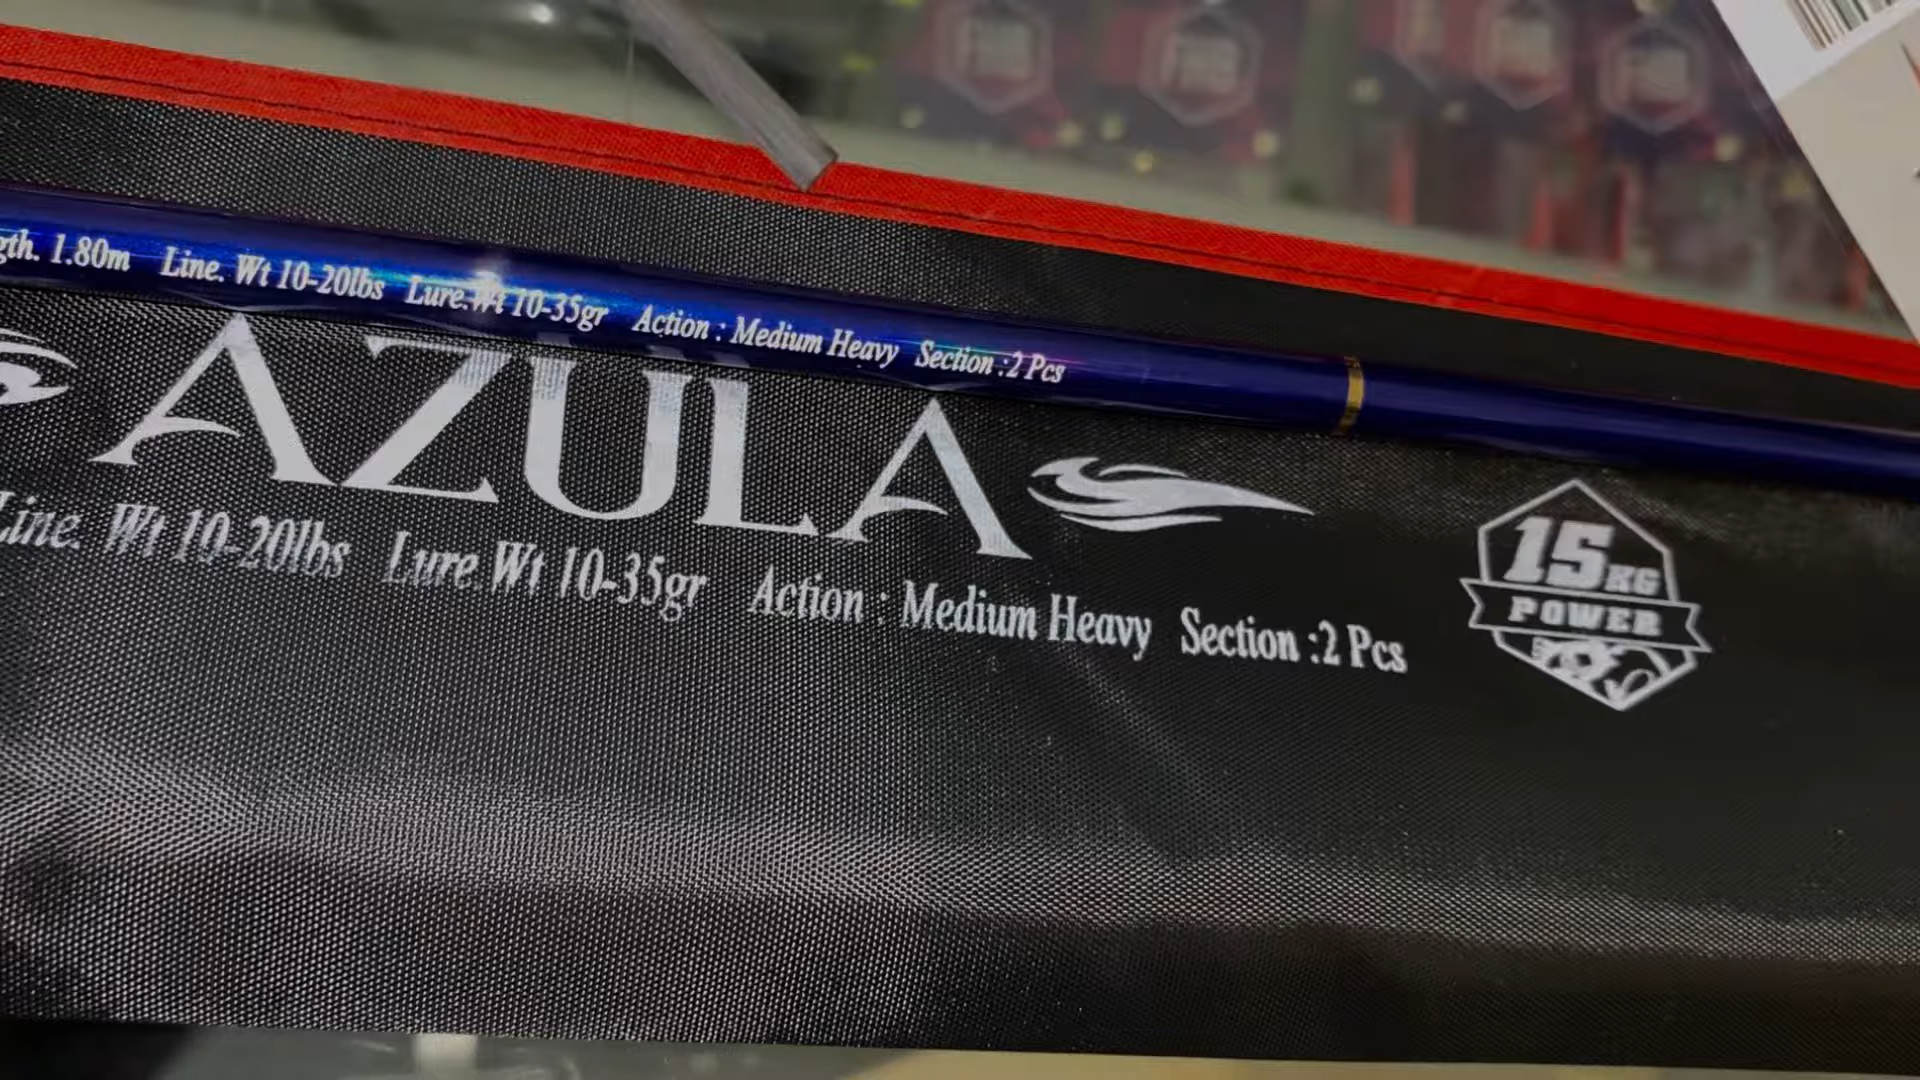 gth. 1.80m Line. Wt 10-20lbs Lure.Wt 10-35gr Action : Medium Heavy Section :2 Pcs
AZULA
Line. Wt 10-20lbs Lure Wt 10-35gr Action : Medium Heavy Section :2 Pcs
15KG
POWER